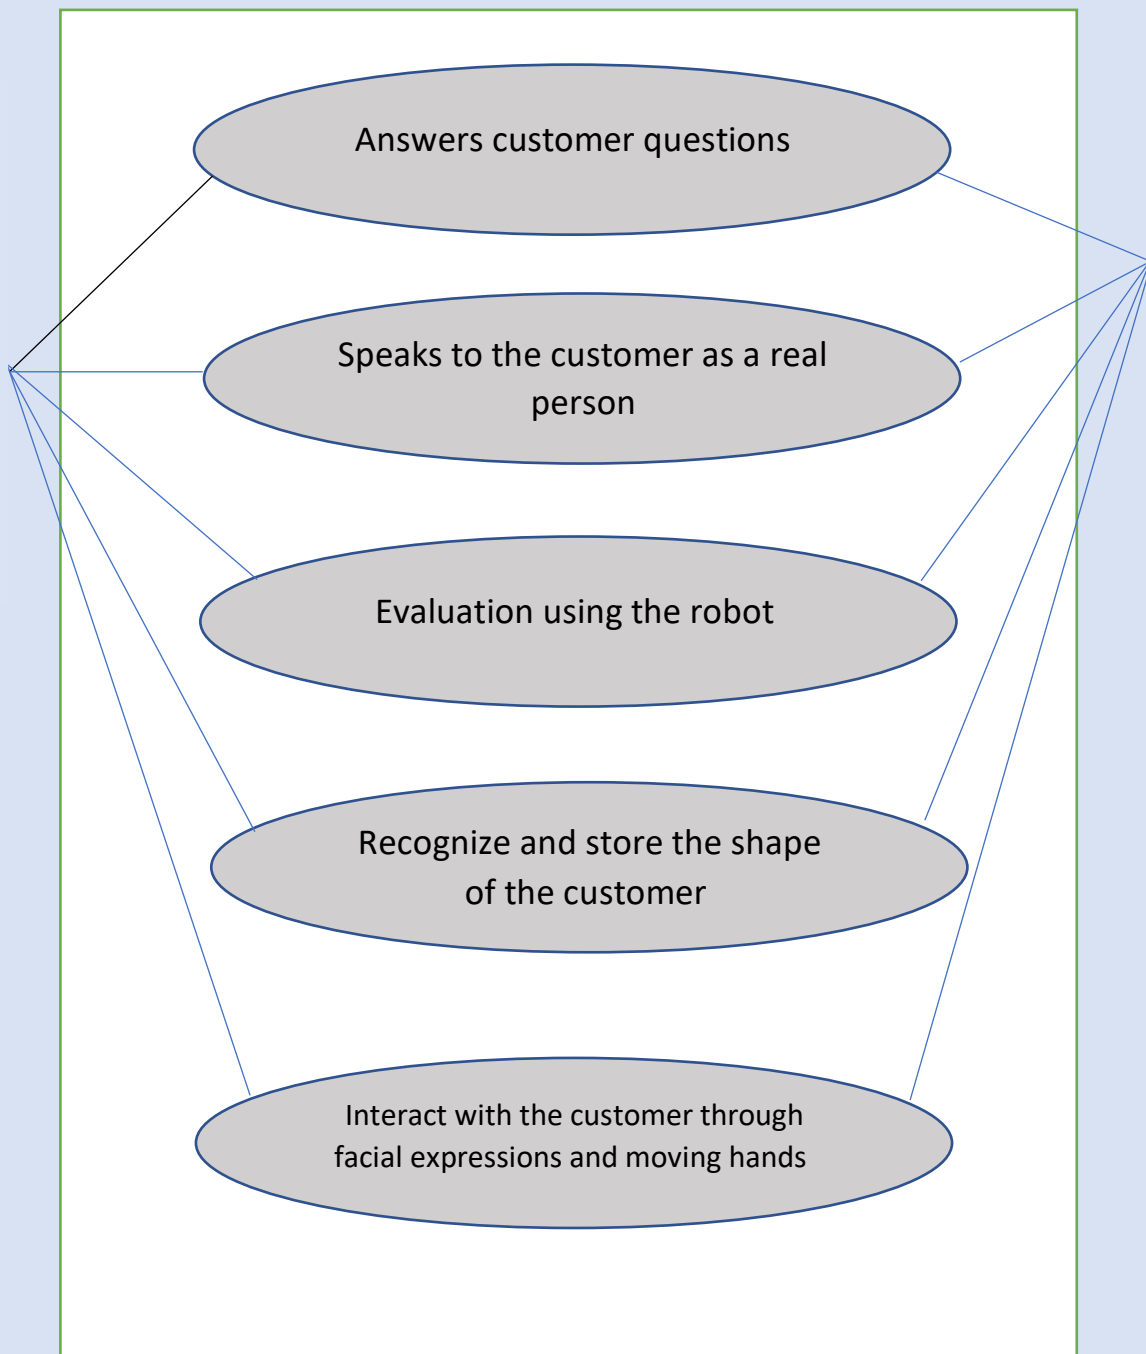 Answers customer questions
Speaks to the customer as a real
person
Evaluation using the robot
Recognize and store the shape
of the customer
Interact with the customer through
facial expressions and moving hands